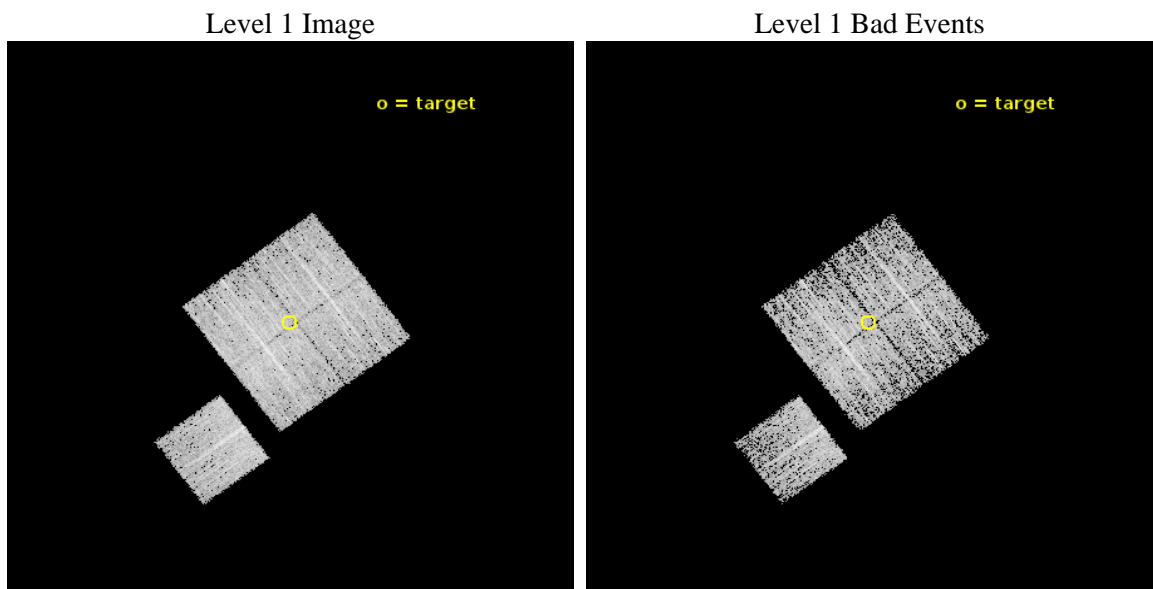 Level 1 Image
Level 1 Bad Events
o = target
o = target